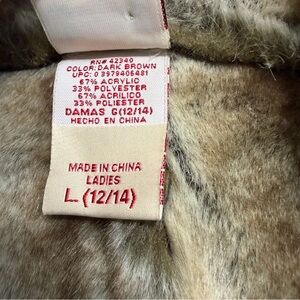 RN# 42340
COLOR: DARK BROWN
UPC: 0 3979406481
67% ACRYLIC
33% POLYESTER
67% ACRILICO
33% POLIESTER
DAMAS G(12/14)
HECHO EN CHINA
MADE IN CHINA
LADIES
L (12/14)